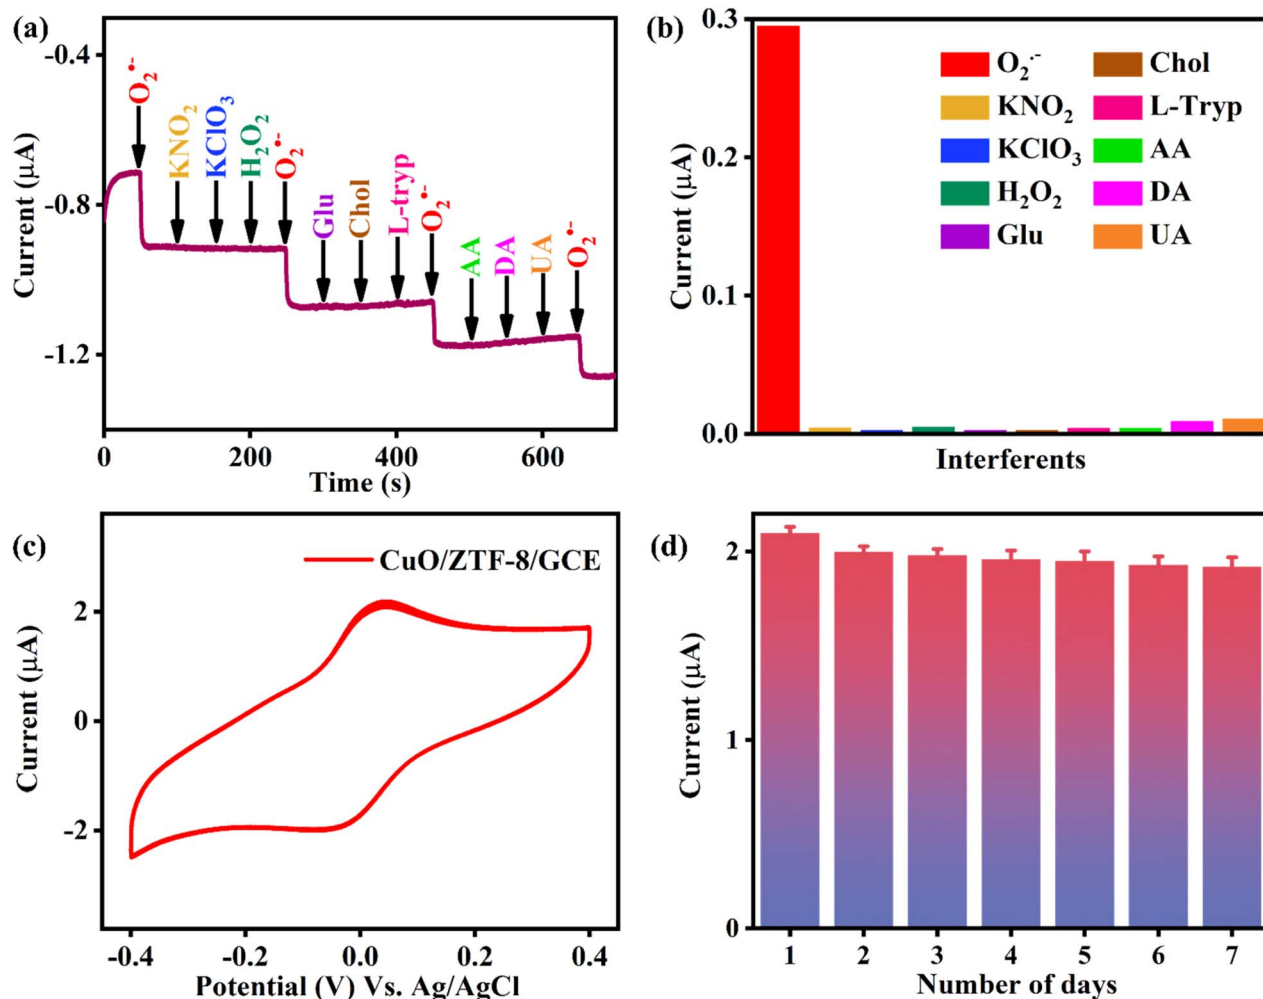 (a)
Current (μA)
-0.4
-0.8
-1.2
O₂•-
KNO₂
KClO₃
H₂O₂
O₂•-
Glu
Chol
L-tryp
O₂•-
AA
DA
UA
O₂•-
0
200
400
600
Time (s)
(b)
Current (μA)
0.3
0.2
0.1
0.0
O₂·- Chol
KNO₂ L-Tryp
KClO₃ AA
H₂O₂ DA
Glu UA
Interferents
(c)
Current (μA)
2
0
-2
CuO/ZTF-8/GCE
-0.4 -0.2 0.0 0.2 0.4
Potential (V) Vs. Ag/AgCl
(d)
Current (μA)
2
1
0
1 2 3 4 5 6 7
Number of days